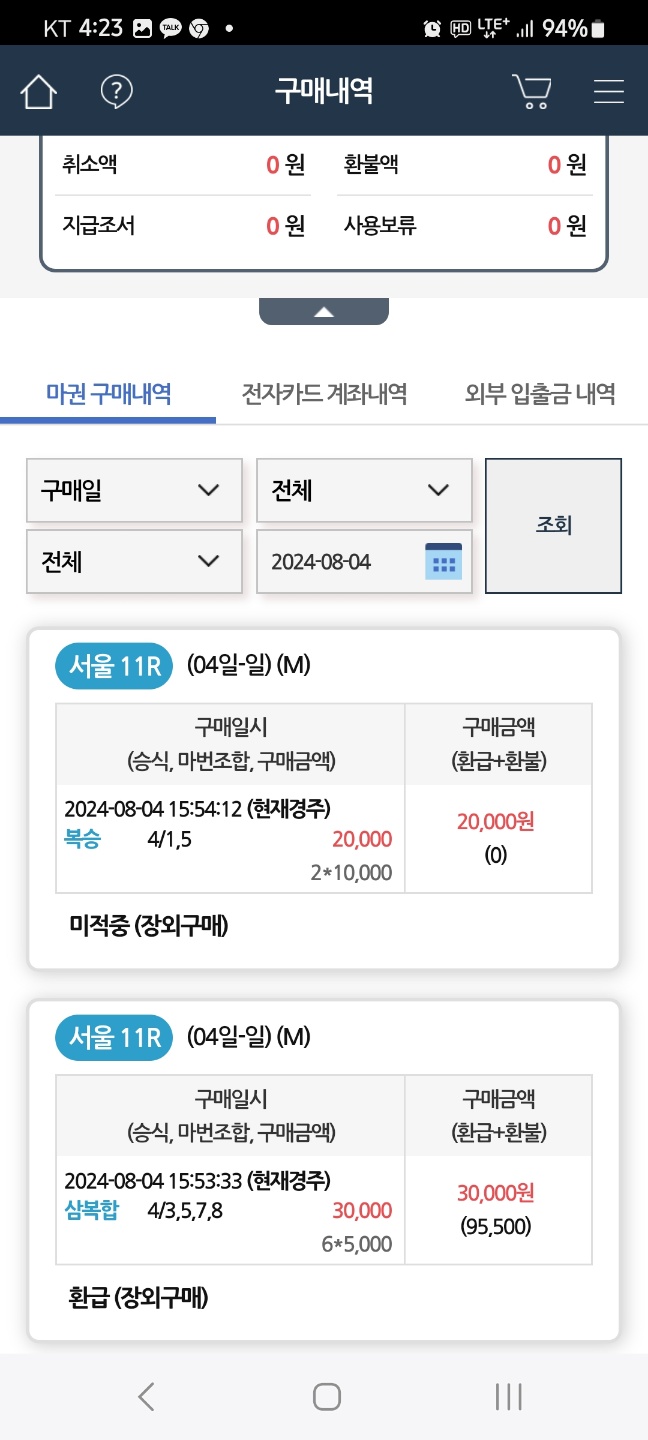 KT 4:23 TALK HD LTE+ 94%
? 구매내역
취소액 0 원 환불액 0 원
지급조서 0 원 사용보류 0 원
마권 구매내역 전자카드 계좌내역 외부 입출금 내역
구매일 전체 조회
전체 2024-08-04
서울 11R (04일-일) (M)
구매일시 구매금액
(승식, 마번조합, 구매금액) (환급+환불)
2024-08-04 15:54:12 (현재경주) 20,000원
복승 4/1,5 20,000 (0)
2*10,000
미적중 (장외구매)
서울 11R (04일-일) (M)
구매일시 구매금액
(승식, 마번조합, 구매금액) (환급+환불)
2024-08-04 15:53:33 (현재경주) 30,000원
삼복합 4/3,5,7,8 30,000 (95,500)
6*5,000
환급 (장외구매)